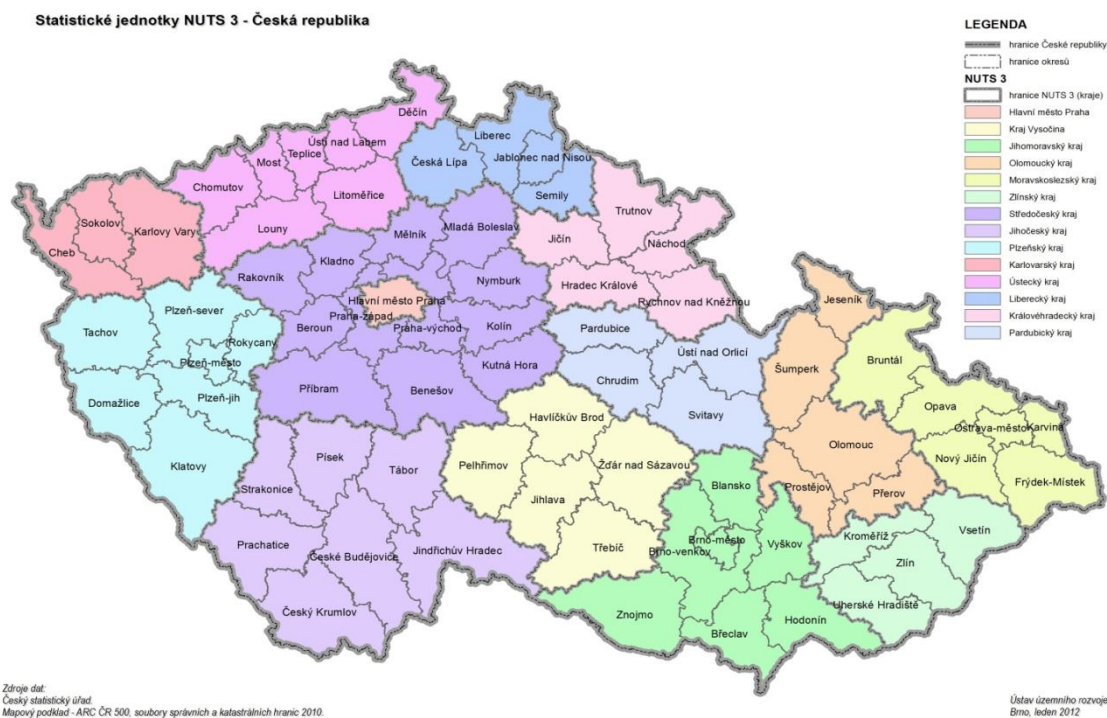 Statistické jednotky NUTS 3 - Česká republika
LEGENDA
hranice České republiky
hranice okresů
NUTS 3
hranice NUTS 3 (kraje)
Hlavní město Praha
Kraj Vysočina
Jihomoravský kraj
Olomoucký kraj
Moravskoslezský kraj
Zlínský kraj
Středočeský kraj
Jihočeský kraj
Plzeňský kraj
Karlovarský kraj
Ústecký kraj
Liberecký kraj
Královéhradecký kraj
Pardubický kraj
Děčín
Ústí nad Labem
Teplice
Most
Chomutov
Litoměřice
Louny
Liberec
Česká Lípa
Jablonec nad Nisou
Semily
Cheb
Sokolov
Karlovy Vary
Trutnov
Jičín
Náchod
Hradec Králové
Rychnov nad Kněžnou
Mělník
Mladá Boleslav
Kladno
Rakovník
Nymburk
Hlavní město Praha
Praha-západ
Praha-východ
Beroun
Kolín
Kutná Hora
Příbram
Benešov
Plzeň-sever
Tachov
Rokycany
Plzeň-město
Plzeň-jih
Domažlice
Klatovy
Pardubice
Ústí nad Orlicí
Chrudim
Svitavy
Jeseník
Šumperk
Olomouc
Prostějov
Přerov
Bruntál
Opava
Ostrava-město
Karviná
Nový Jičín
Frýdek-Místek
Havlíčkův Brod
Pelhřimov
Žďár nad Sázavou
Jihlava
Třebíč
Písek
Tábor
Strakonice
Prachatice
České Budějovice
Jindřichův Hradec
Český Krumlov
Blansko
Brno-město
Brno-venkov
Vyškov
Znojmo
Břeclav
Hodonín
Kroměříž
Vsetín
Zlín
Uherské Hradiště
Zdroje dat:
Český statistický úřad.
Mapový podklad - ARC ČR 500, soubory správních a katastrálních hranic 2010.
Ústav územního rozvoje
Brno, leden 2012